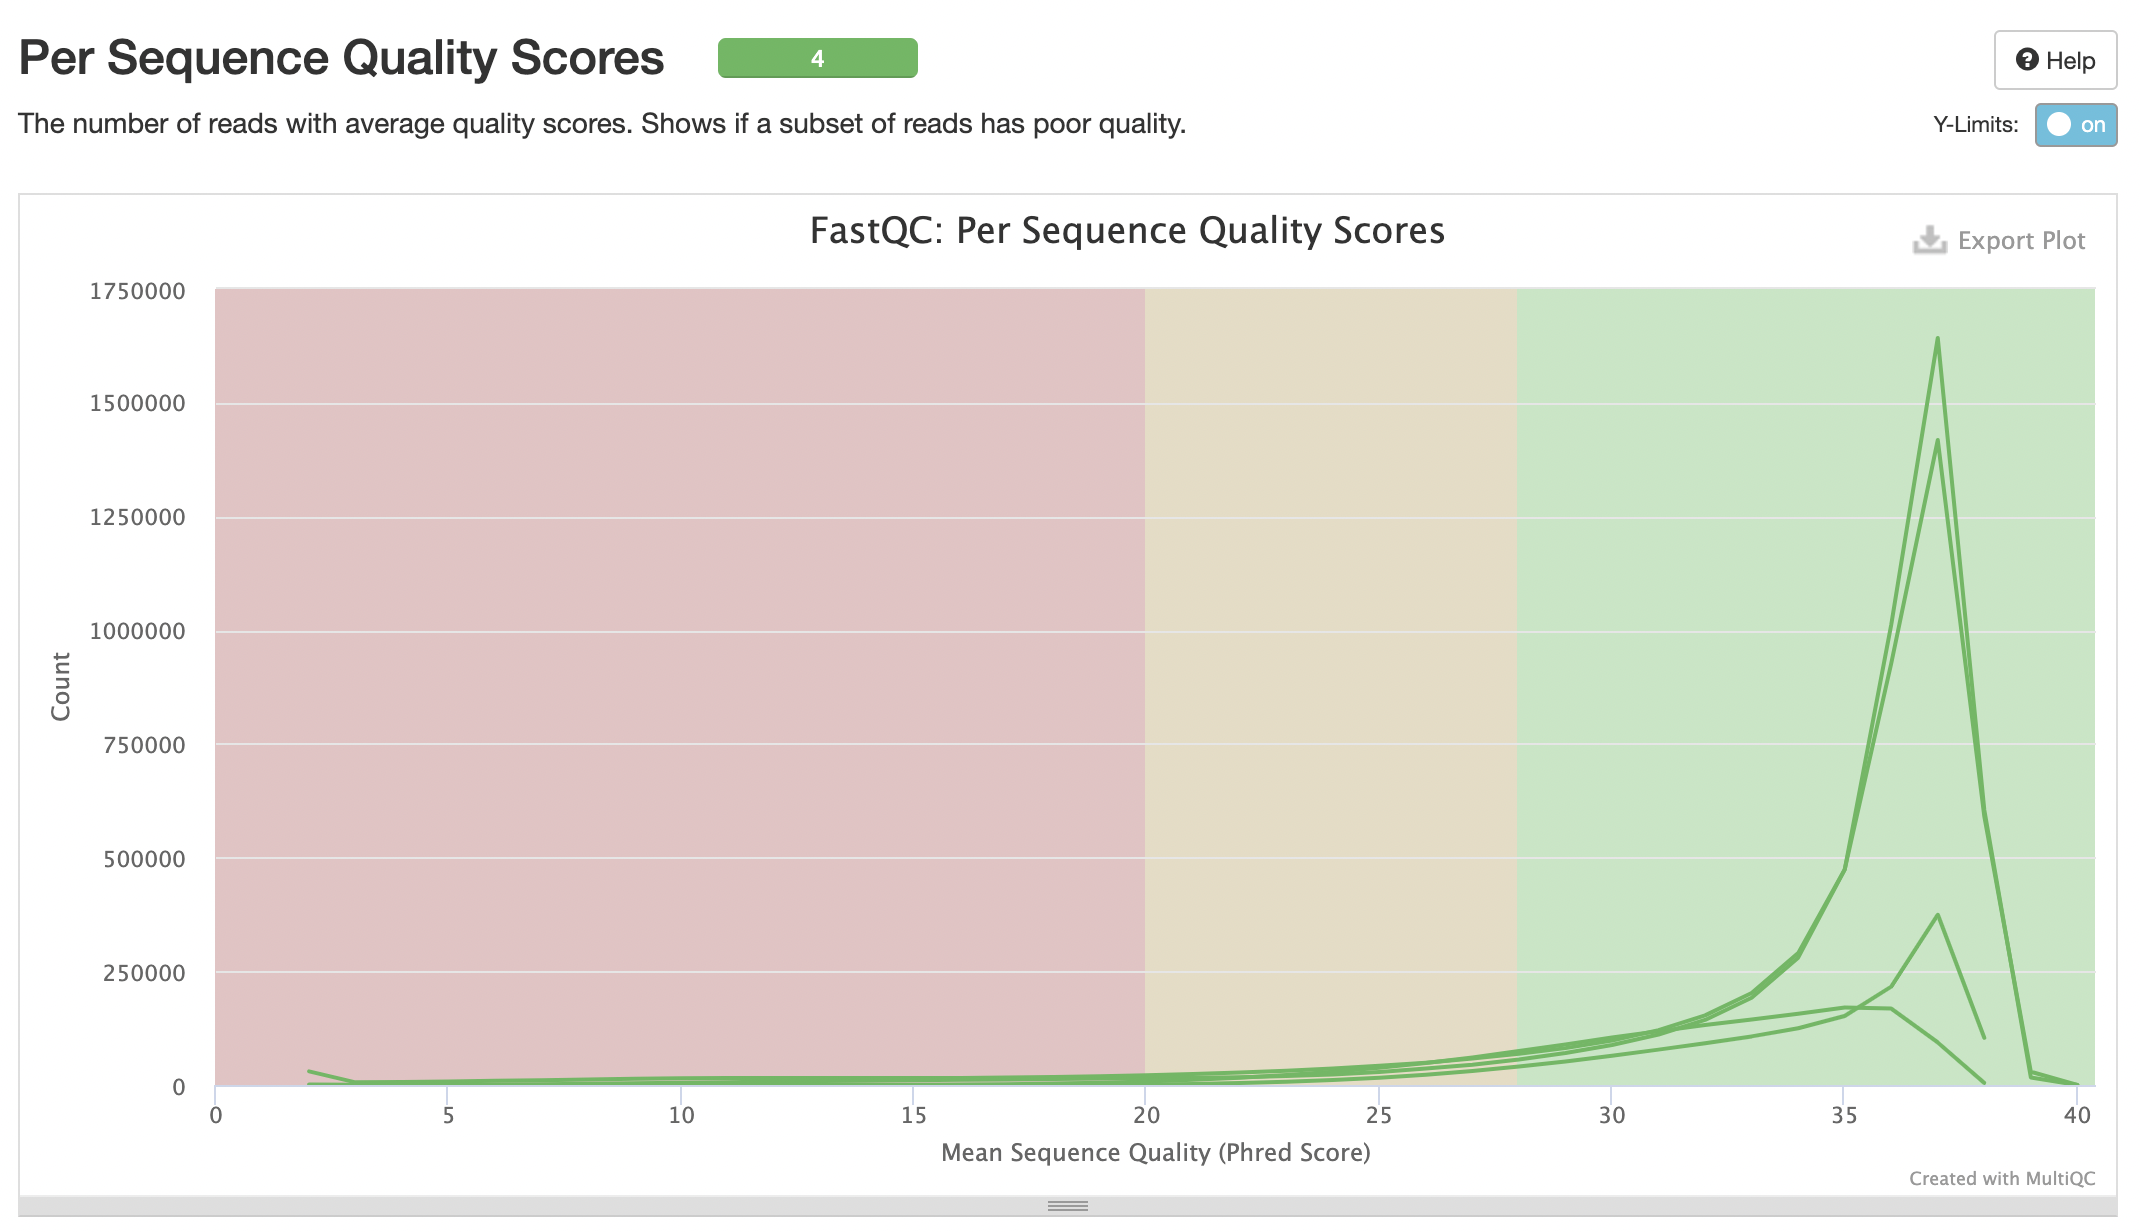 Per Sequence Quality Scores
4
Help
The number of reads with average quality scores. Shows if a subset of reads has poor quality.
Y-Limits: on
FastQC: Per Sequence Quality Scores
Export Plot
1750000
1500000
1250000
1000000
750000
500000
250000
0
Count
0 5 10 15 20 25 30 35 40
Mean Sequence Quality (Phred Score)
Created with MultiQC